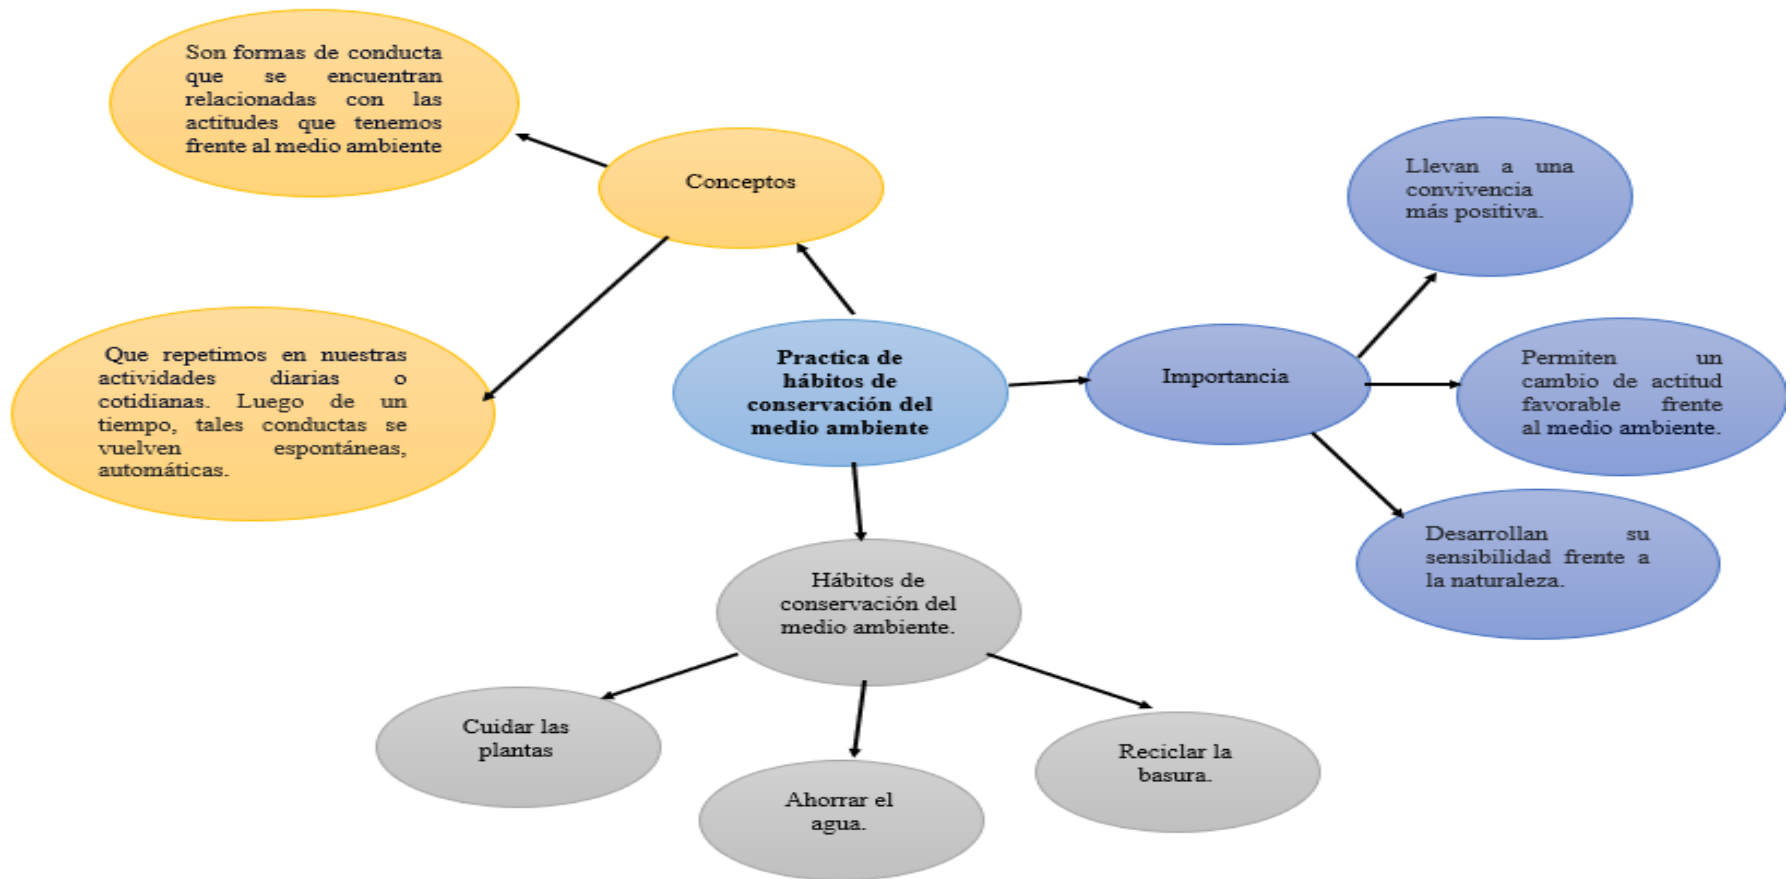 Son formas de conducta
que se encuentran
relacionadas con las
actitudes que tenemos
frente al medio ambiente
Conceptos
Que repetimos en nuestras
actividades diarias o
cotidianas. Luego de un
tiempo, tales conductas se
vuelven espontáneas,
automáticas.
Practica de
hábitos de
conservación del
medio ambiente
Importancia
Llevan a una
convivencia
más positiva.
Permiten un
cambio de actitud
favorable frente
al medio ambiente.
Desarrollan su
sensibilidad frente a
la naturaleza.
Hábitos de
conservación del
medio ambiente.
Cuidar las
plantas
Ahorrar el
agua.
Reciclar la
basura.